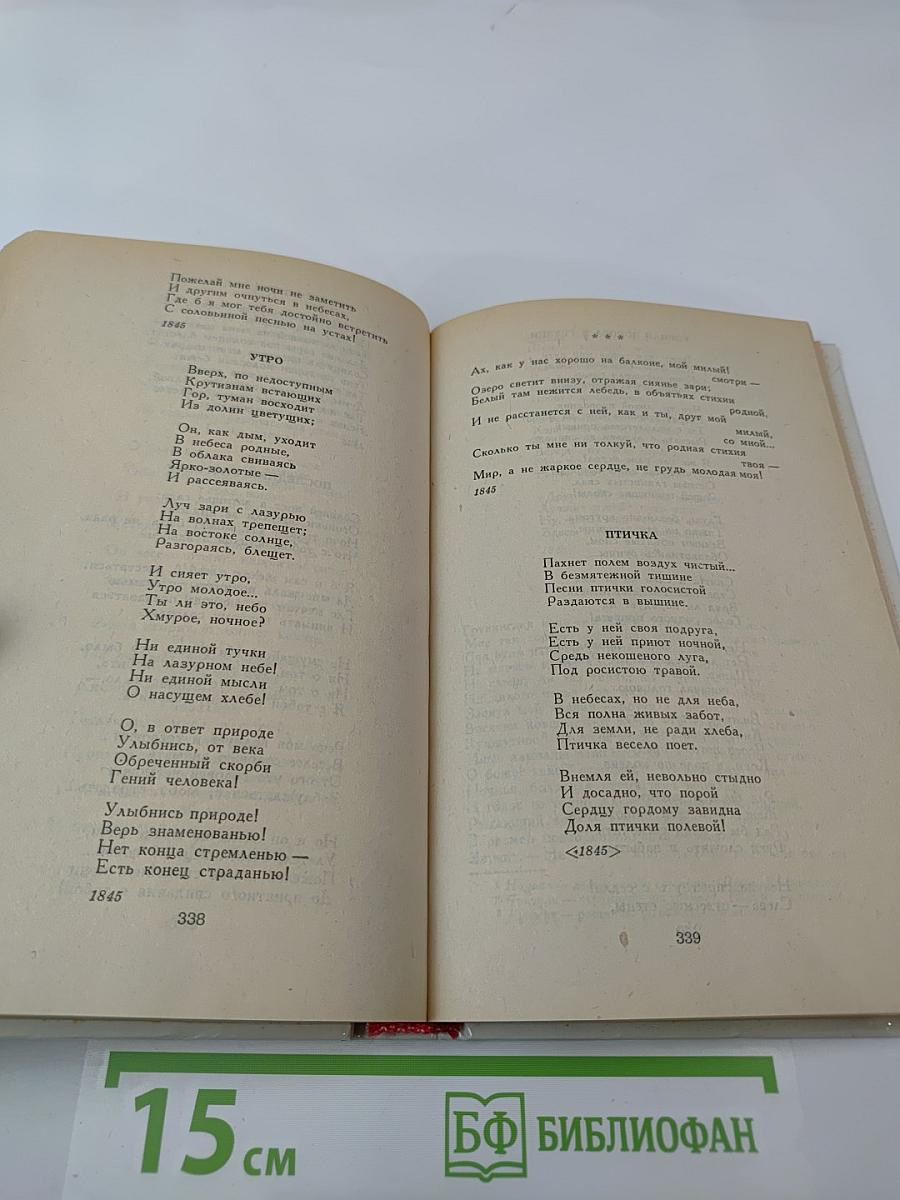 Пожелай мне ночи не заметить
И другим очнуться в небесах,
Где б я мог тебя достойно встретить
С соловьиной песнью на устах!
1845
УТРО
Вверх, по недоступным
Крутизнам встающих
Гор, туман восходит
Из долин цветущих;
Он, как дым, уходит
В небеса родные,
В облака свиваясь
Ярко-золотые —
И рассеиваясь.
Луч зари с лазурью
На волнах трепещет;
На востоке солнце,
Разгораясь, блещет.
И сияет утро,
Утро молодое...
Ты ли это, небо
Хмурое, ночное?
Ни единой тучки
На лазурном небе!
Ни единой мысли
О насущем хлебе!
О, в ответ природе
Улыбнись, от века
Обреченный скорби
Гений человека!
Улыбнись природе!
Верь знаменованью!
Нет конца стремленью —
Есть конец страданью!
1845
338
* * *
Ах, как у нас хорошо на балконе, мой милый!
смотри —
Озеро светит внизу, отражая сиянье зари;
Белый там нежится лебедь, в объятьях стихии
родной,
И не расстанется с ней, как и ты, друг мой
милый,
со мной...
Сколько ты мне ни толкуй, что родная стихия
твоя —
Мир, а не жаркое сердце, не грудь молодая моя!
1845
ПТИЧКА
Пахнет полем воздух чистый...
В безмятежной тишине
Песни птички голосистой
Раздаются в вышине.
Есть у ней своя подруга,
Есть у ней приют ночной,
Средь некошеного луга,
Под росистою травой.
В небесах, но не для неба,
Вся полна живых забот,
Для земли, не ради хлеба,
Птичка весело поет.
Внемля ей, невольно стыдно
И досадно, что порой
Сердцу гордому завидна
Доля птички полевой!
<1845>
339
15 см
БФ БИБЛИОФАН